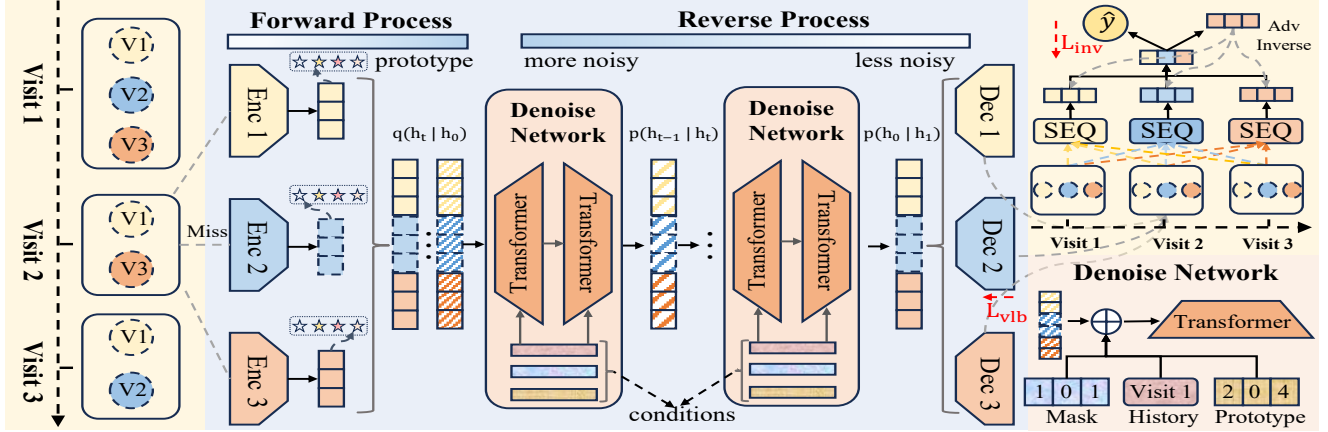 Visit 1
Visit 2
Visit 3
V1
V2
V3
V1
V3
V1
V2
Miss
Forward Process
prototype
Enc 1
Enc 2
Enc 3
q(h_t | h_0)
Reverse Process
more noisy
less noisy
Denoise
Network
Transformer
Transformer
p(h_{t-1} | h_t)
Denoise
Network
Transformer
Transformer
conditions
p(h_0 | h_1)
Dec 1
Dec 2
Dec 3
L_vlb
L_inv
ŷ
Adv
Inverse
SEQ
SEQ
SEQ
Visit 1
Visit 2
Visit 3
Denoise Network
Transformer
1 0 1
Visit 1
2 0 4
Mask
History
Prototype